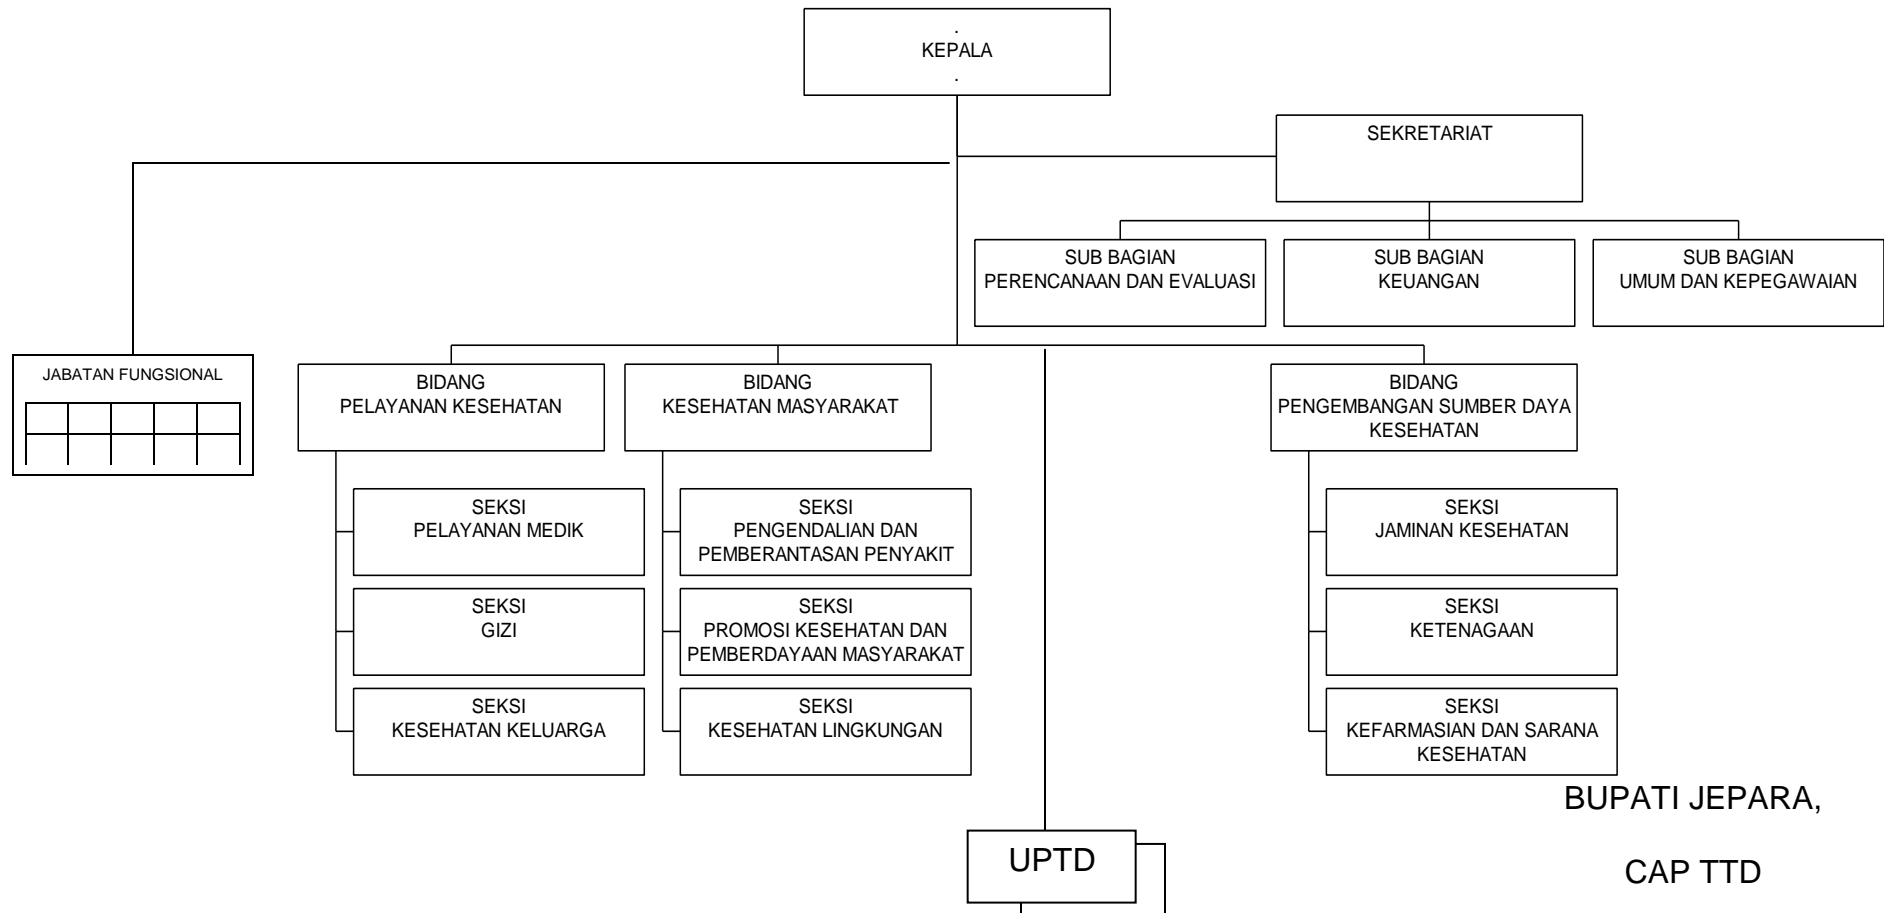 .
KEPALA
.
SEKRETARIAT
SUB BAGIAN
PERENCANAAN DAN EVALUASI
SUB BAGIAN
KEUANGAN
SUB BAGIAN
UMUM DAN KEPEGAWAIAN
JABATAN FUNGSIONAL
BIDANG
PELAYANAN KESEHATAN
BIDANG
KESEHATAN MASYARAKAT
BIDANG
PENGEMBANGAN SUMBER DAYA
KESEHATAN
SEKSI
PELAYANAN MEDIK
SEKSI
GIZI
SEKSI
KESEHATAN KELUARGA
SEKSI
PENGENDALIAN DAN
PEMBERANTASAN PENYAKIT
SEKSI
PROMOSI KESEHATAN DAN
PEMBERDAYAAN MASYARAKAT
SEKSI
KESEHATAN LINGKUNGAN
SEKSI
JAMINAN KESEHATAN
SEKSI
KETENAGAAN
SEKSI
KEFARMASIAN DAN SARANA
KESEHATAN
UPTD
BUPATI JEPARA,
CAP TTD